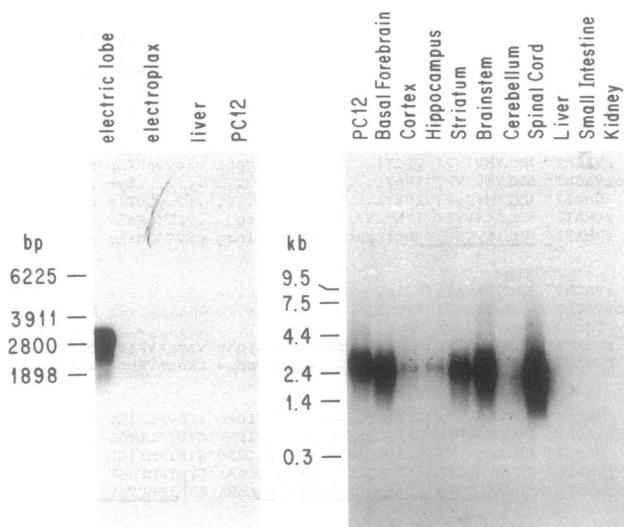 electric lobe
electroplax
liver
PC12
bp
6225
3911
2800
1898
PC12
Basal Forebrain
Cortex
Hippocampus
Striatum
Brainstem
Cerebellum
Spinal Cord
Liver
Small Intestine
Kidney
kb
9.5
7.5
4.4
2.4
1.4
0.3